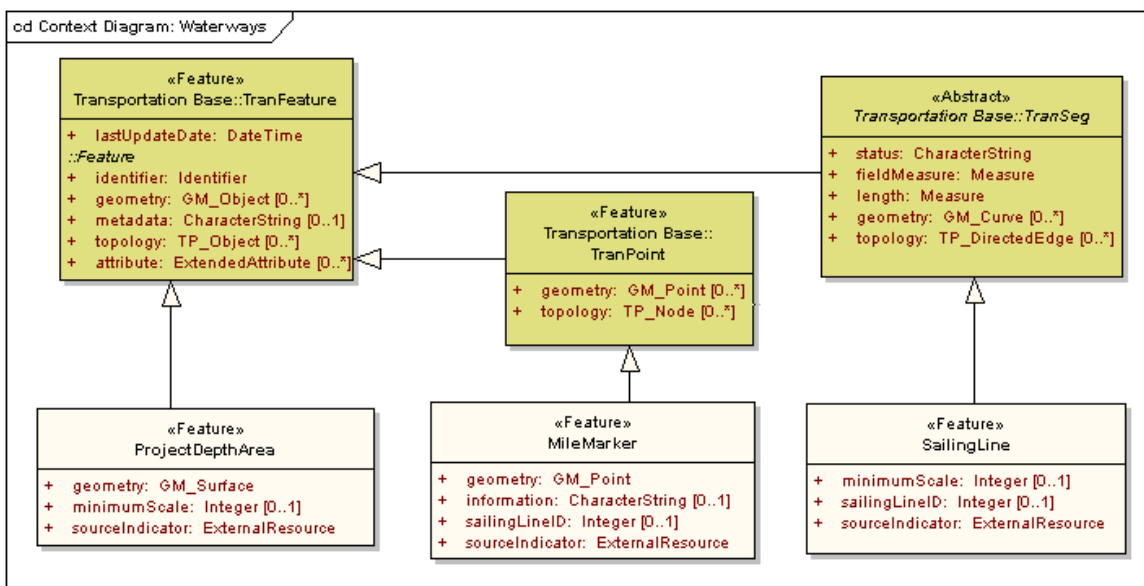 cd Context Diagram: Waterways
«Feature»
Transportation Base::TranFeature
+ lastUpdateDate: DateTime
::Feature
+ identifier: Identifier
+ geometry: GM_Object [0..*]
+ metadata: CharacterString [0..1]
+ topology: TP_Object [0..*]
+ attribute: ExtendedAttribute [0..*]
«Feature»
Transportation Base::
TranPoint
+ geometry: GM_Point [0..*]
+ topology: TP_Node [0..*]
«Abstract»
Transportation Base::TranSeg
+ status: CharacterString
+ fieldMeasure: Measure
+ length: Measure
+ geometry: GM_Curve [0..*]
+ topology: TP_DirectedEdge [0..*]
«Feature»
ProjectDepthArea
+ geometry: GM_Surface
+ minimumScale: Integer [0..1]
+ sourceIndicator: ExternalResource
«Feature»
MileMarker
+ geometry: GM_Point
+ information: CharacterString [0..1]
+ sailingLineID: Integer [0..1]
+ sourceIndicator: ExternalResource
«Feature»
SailingLine
+ minimumScale: Integer [0..1]
+ sailingLineID: Integer [0..1]
+ sourceIndicator: ExternalResource